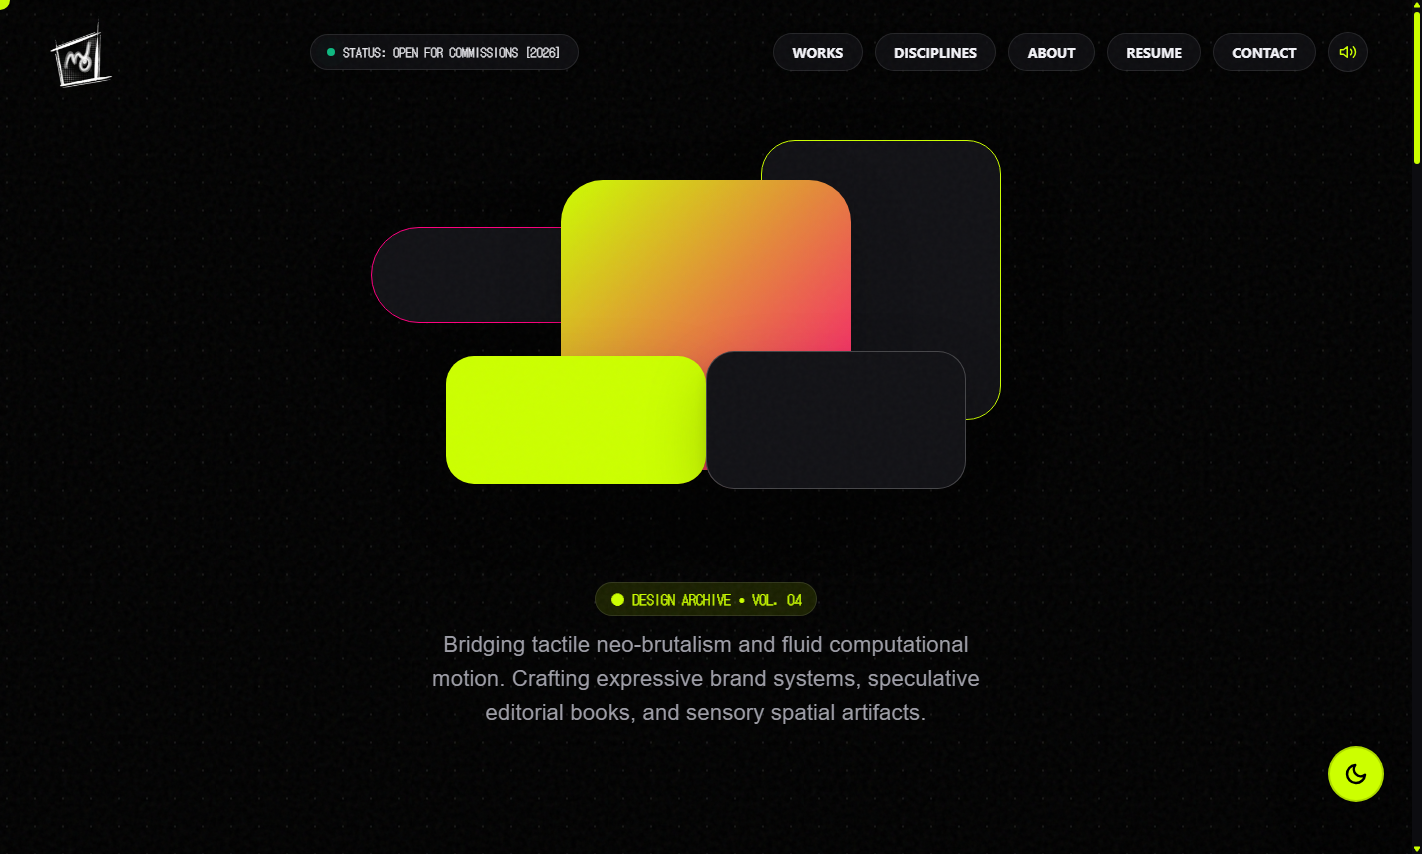 STATUS: OPEN FOR COMMISSIONS [2026]
WORKS
DISCIPLINES
ABOUT
RESUME
CONTACT
DESIGN ARCHIVE • VOL. 04
Bridging tactile neo-brutalism and fluid computational
motion. Crafting expressive brand systems, speculative
editorial books, and sensory spatial artifacts.